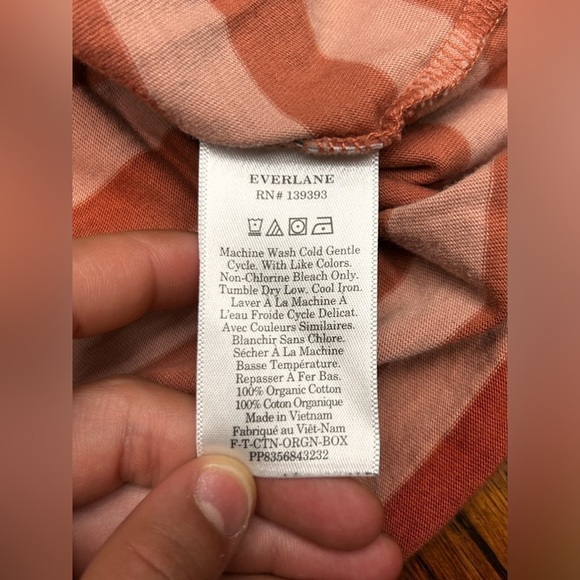 EVERLANE
RN# 139393
Machine Wash Cold Gentle
Cycle. With Like Colors.
Non-Chlorine Bleach Only.
Tumble Dry Low. Cool Iron.
Laver À La Machine À
L'eau Froide Cycle Delicat.
Avec Couleurs Similaires.
Blanchir Sans Chlore.
Sécher À La Machine
Basse Température.
Repasser À Fer Bas.
100% Organic Cotton
100% Coton Organique
Made in Vietnam
Fabriqué au Viêt-Nam
F-T-CTN-ORGN-BOX
PP8356843232